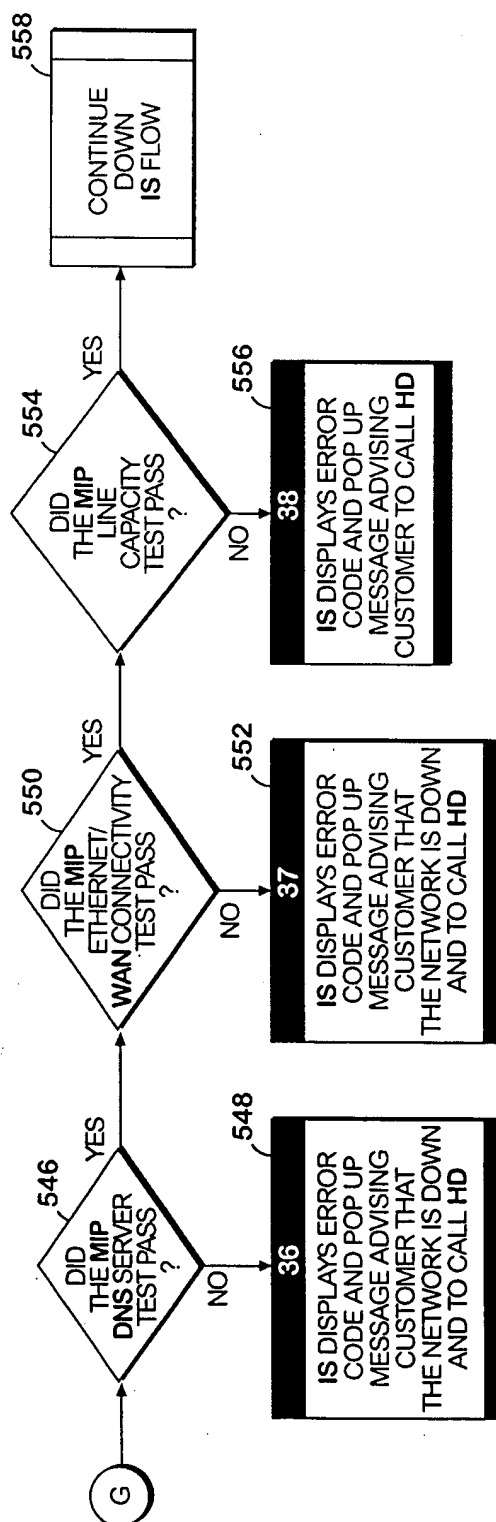 G
546
DID
THE MIP
DNS SERVER
TEST PASS
?
YES
NO
548
36
IS DISPLAYS ERROR
CODE AND POP UP
MESSAGE ADVISING
CUSTOMER THAT
THE NETWORK IS DOWN
AND TO CALL HD
550
DID
THE MIP
ETHERNET/
WAN CONNECTIVITY
TEST PASS
?
YES
NO
552
37
IS DISPLAYS ERROR
CODE AND POP UP
MESSAGE ADVISING
CUSTOMER THAT
THE NETWORK IS DOWN
AND TO CALL HD
554
DID
THE MIP
LINE
CAPACITY
TEST PASS
?
YES
NO
556
38
IS DISPLAYS ERROR
CODE AND POP UP
MESSAGE ADVISING
CUSTOMER TO CALL HD
558
CONTINUE
DOWN
IS FLOW